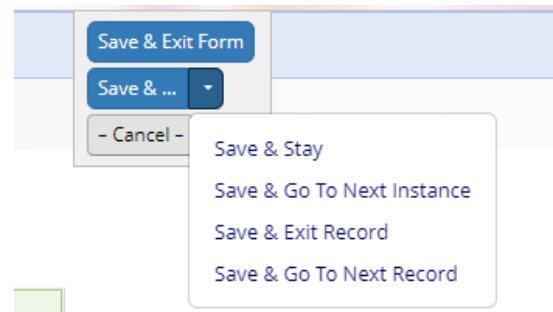 Save & Exit Form
Save & ...
– Cancel –
Save & Stay
Save & Go To Next Instance
Save & Exit Record
Save & Go To Next Record